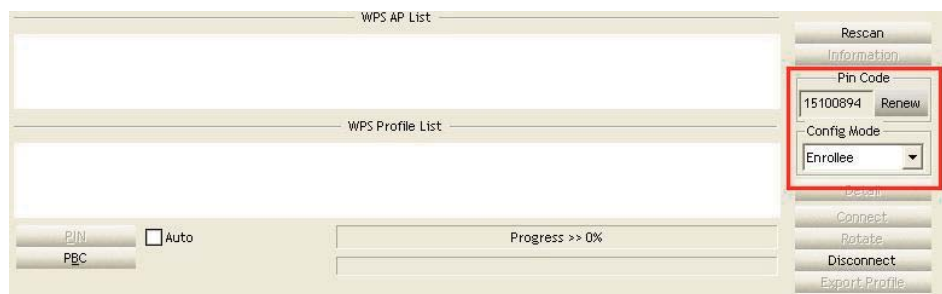 WPS AP List
Rescan
Information
Pin Code
15100894 Renew
WPS Profile List
Config Mode
Enrollee
Detail
Connect
PIN Auto Progress >> 0% Rotate
PBC Disconnect
Export Profile